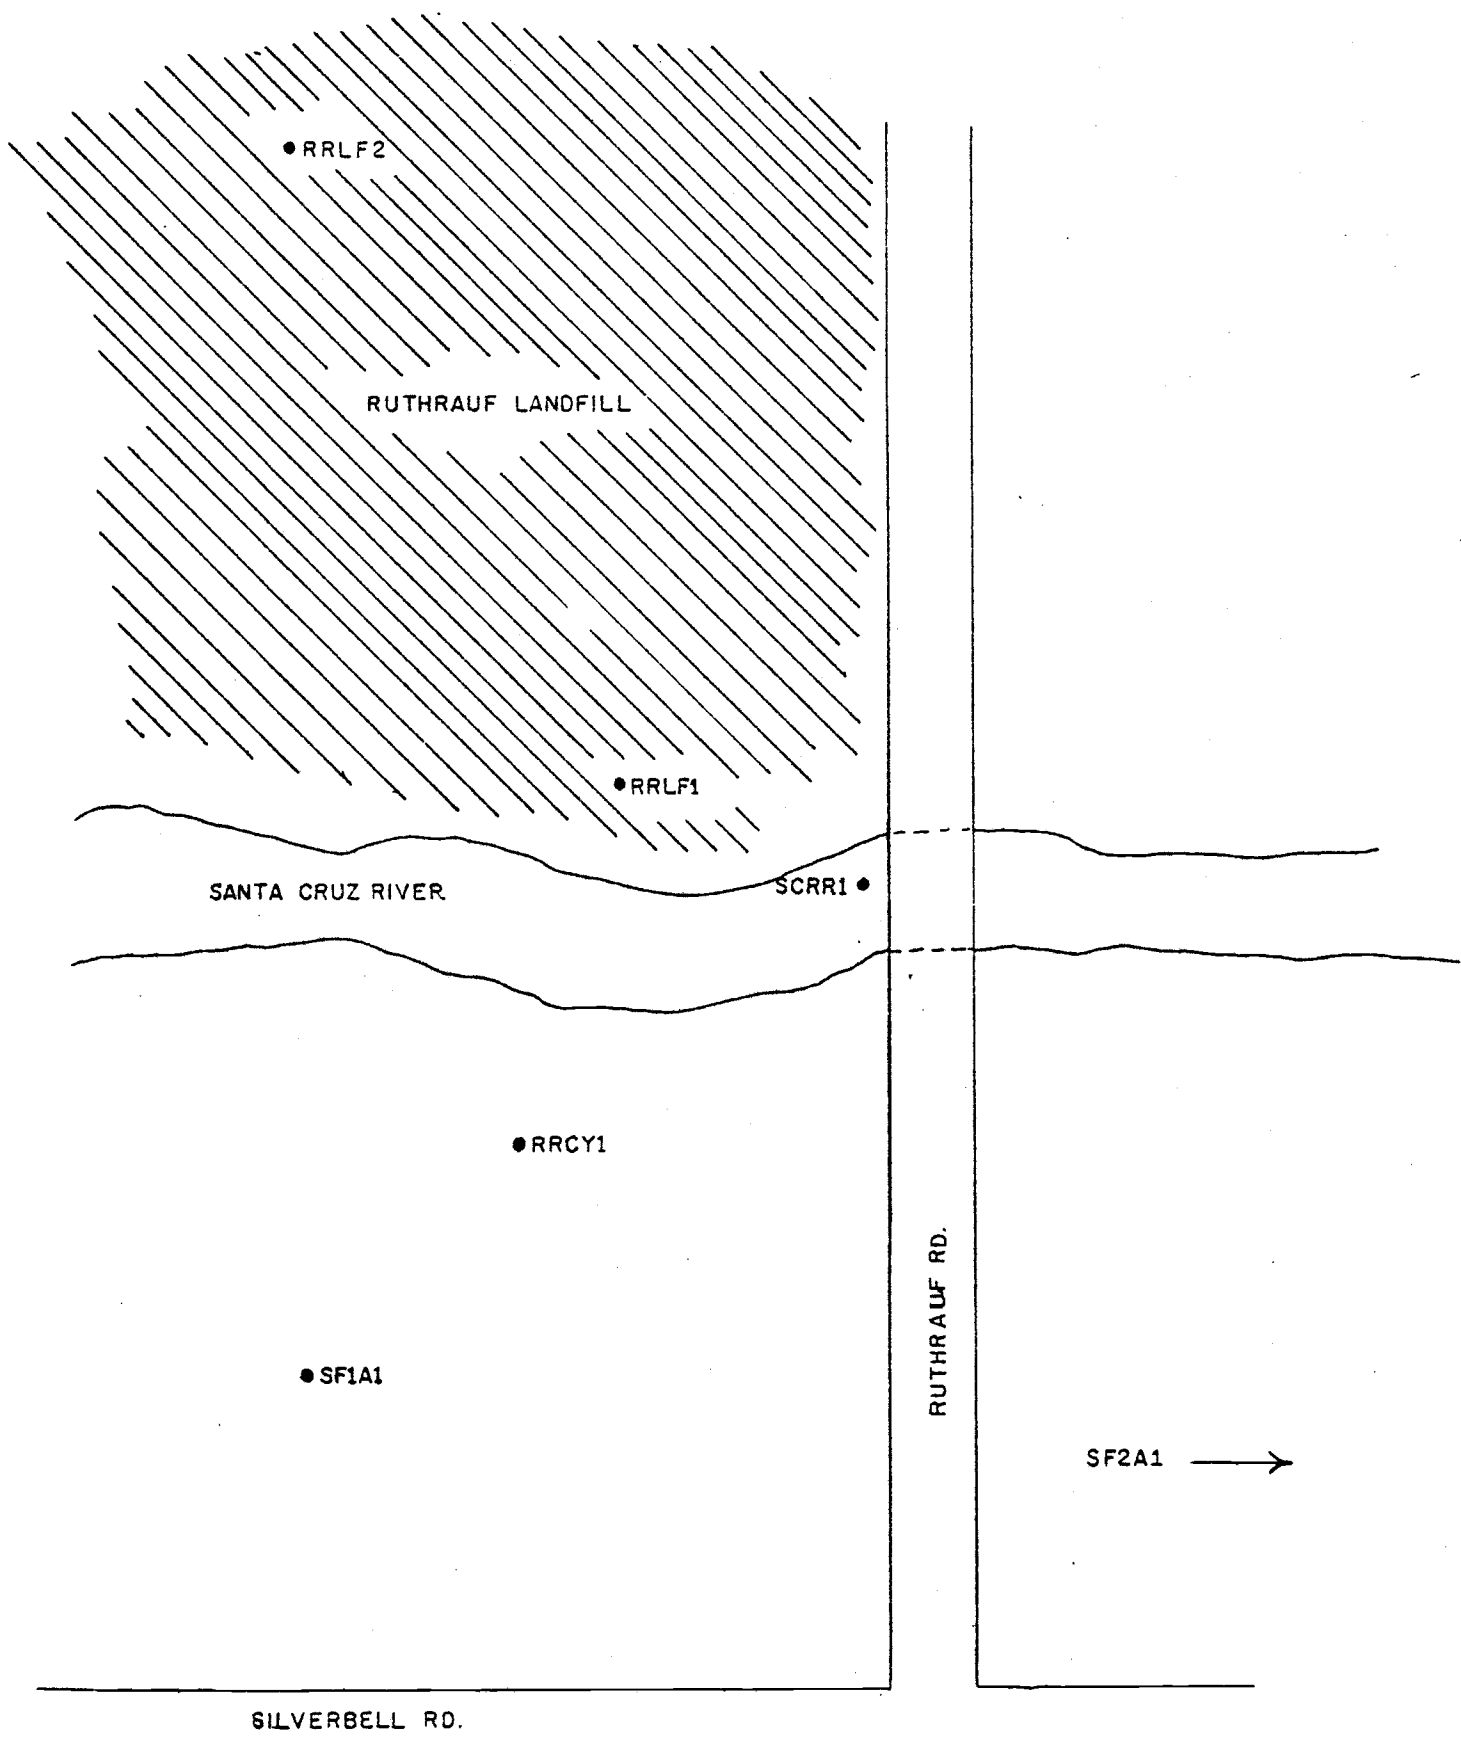 RRLF2
RUTHRAUF LANDFILL
RRLF1
SANTA CRUZ RIVER
SCRR1
RRCY1
RUTHRAUF RD.
SF1A1
SF2A1
SILVERBELL RD.